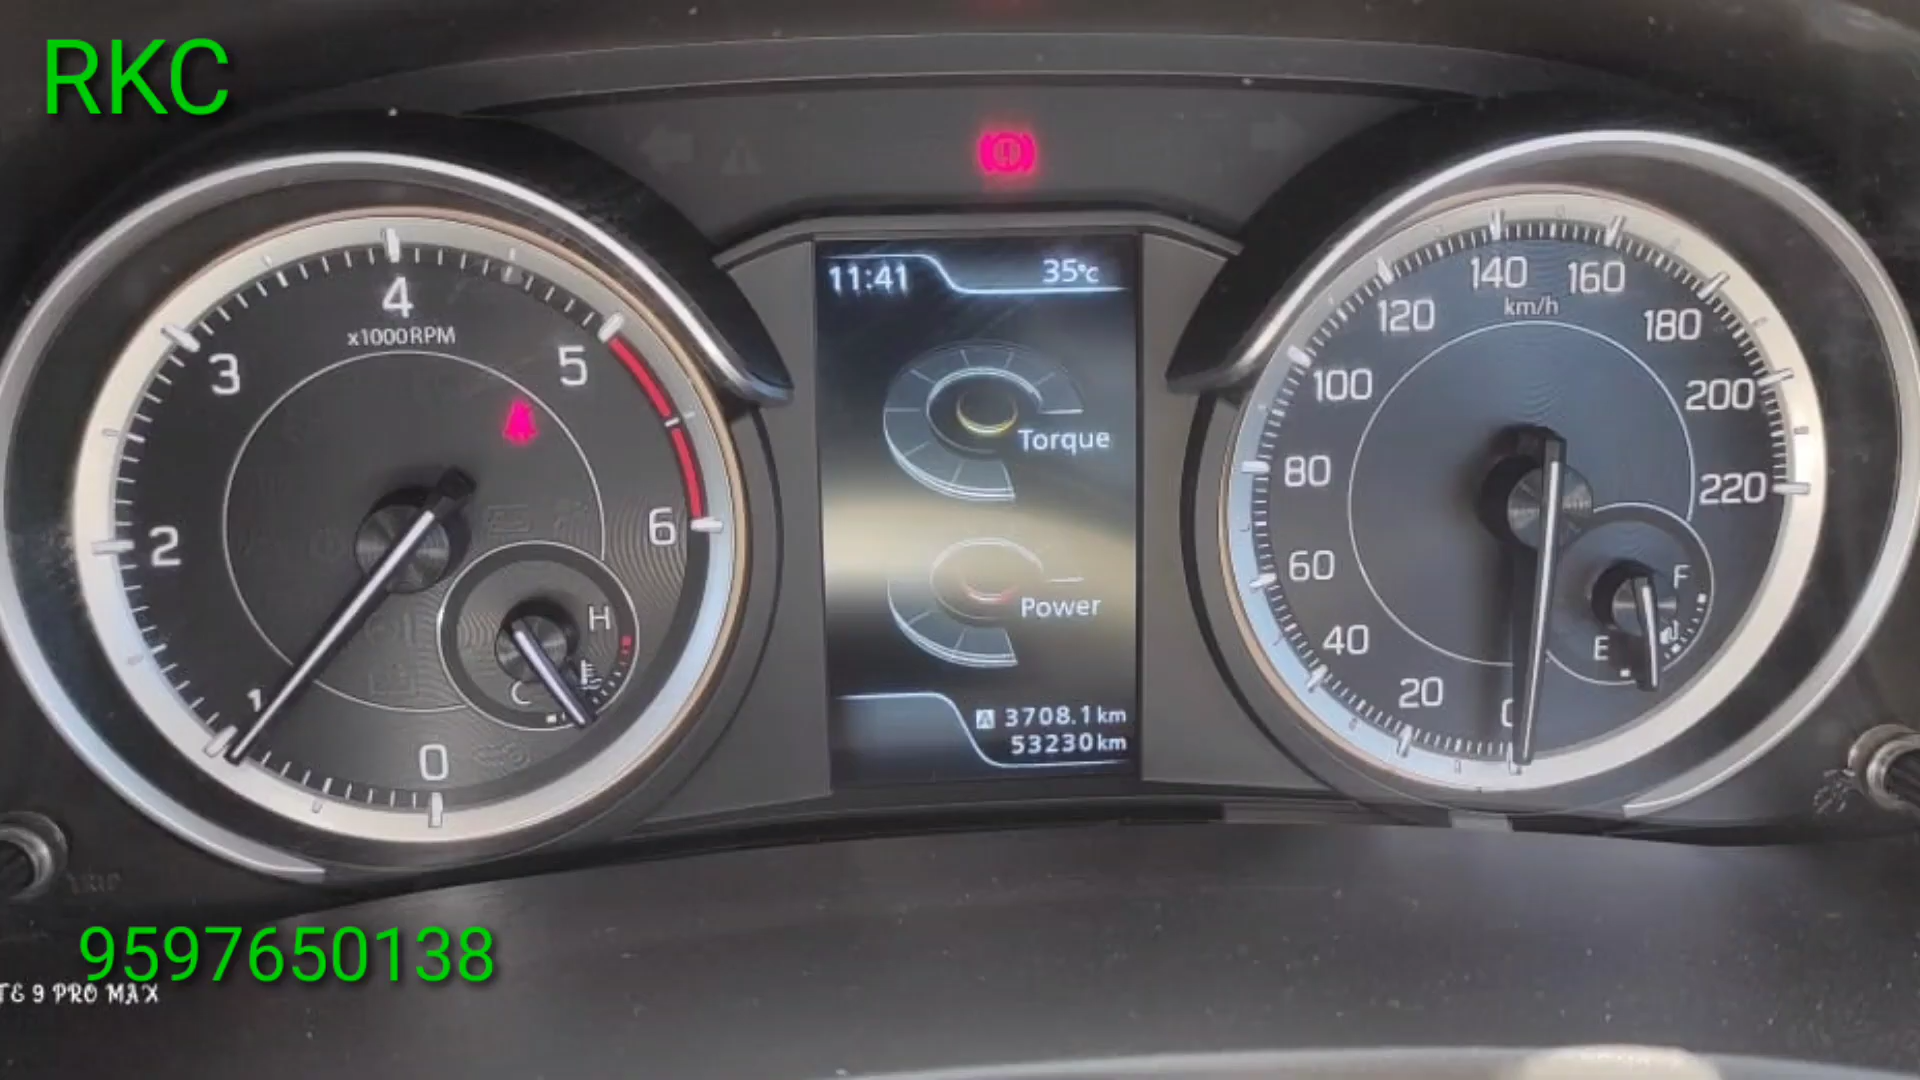 RKC
11:41 35°c
4
x1000RPM
3
5
2
6
1
0
H
C
Torque
Power
A 3708.1 km
53230 km
140 160
km/h
120
180
100
200
80
220
60
40
20
0
F
E
9597650138
9 PRO MAX